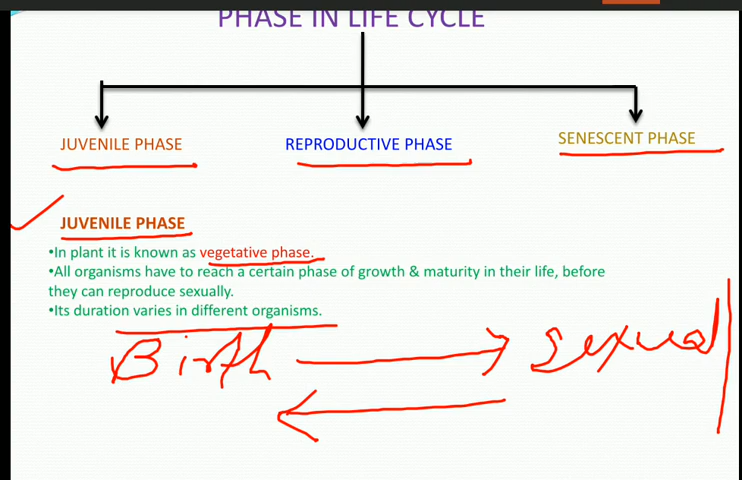 PHASE IN LIFE CYCLE
JUVENILE PHASE
REPRODUCTIVE PHASE
SENESCENT PHASE
JUVENILE PHASE
•In plant it is known as vegetative phase.
•All organisms have to reach a certain phase of growth & maturity in their life, before
they can reproduce sexually.
•Its duration varies in different organisms.
Birth
Sexual